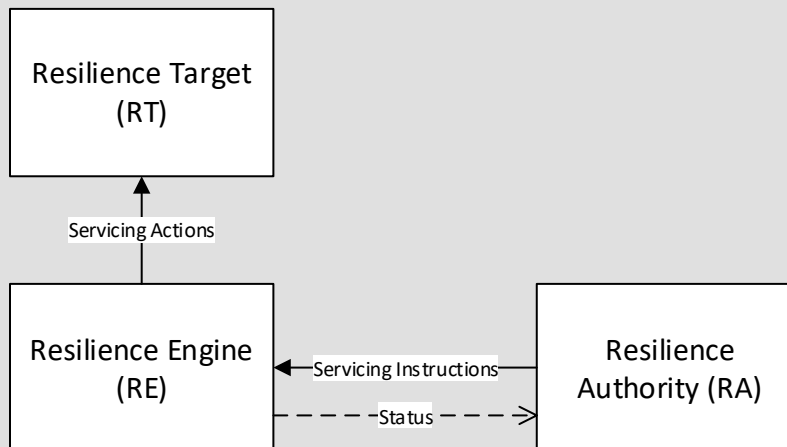 Resilience Target
(RT)
Servicing Actions
Resilience Engine
(RE)
Servicing Instructions
Status
Resilience
Authority (RA)